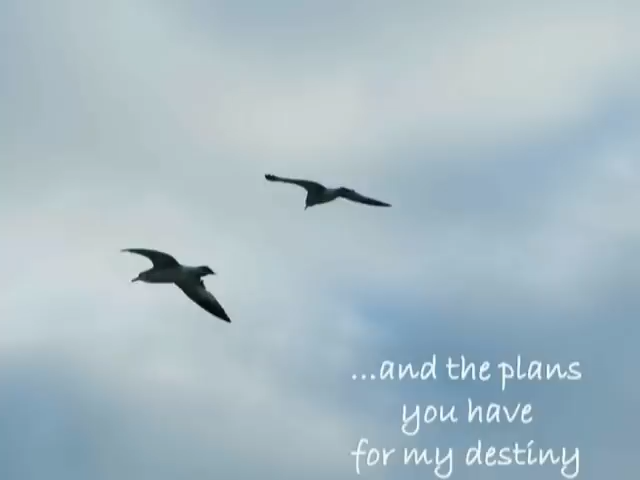 ...and the plans
you have
for my destiny